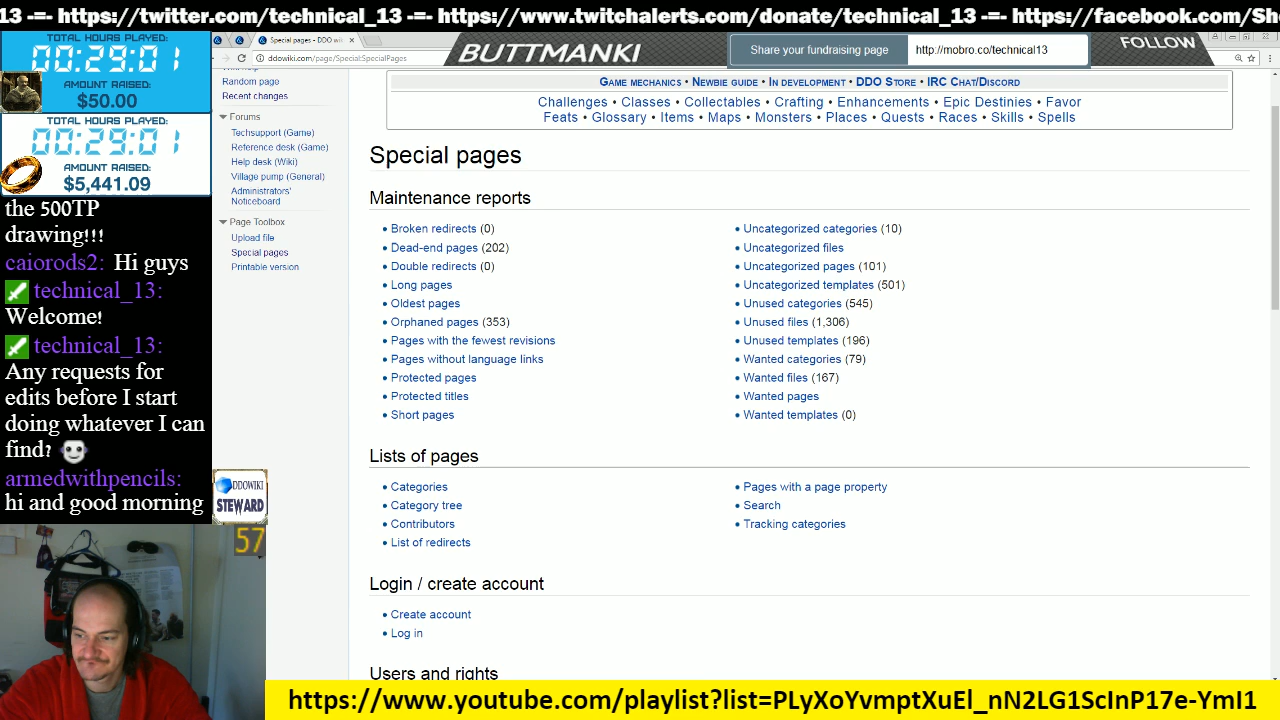 13 -=- https://twitter.com/technical_13 -=- https://www.twitchalerts.com/donate/technical_13 -=- https://facebook.com/Sh
TOTAL HOURS PLAYED:
00:29:01
AMOUNT RAISED:
$50.00
TOTAL HOURS PLAYED:
00:29:01
AMOUNT RAISED:
$5,441.09
the 500TP
drawing!!!
caiorods2: Hi guys
technical_13:
Welcome!
technical_13:
Any requests for
edits before I start
doing whatever I can
find?
armedwithpencils:
hi and good morning
Special pages - DDO wi
BUTTMANKI
Share your fundraising page
http://mobro.co/technical13
FOLLOW
ddowiki.com/page/Special:SpecialPages
Random page
Recent changes
Forums
Techsupport (Game)
Reference desk (Game)
Help desk (Wiki)
Village pump (General)
Administrators'
Noticeboard
Page Toolbox
Upload file
Special pages
Printable version
DDOWIKI
STEWARD
57
Game mechanics • Newbie guide • In development • DDO Store • IRC Chat/Discord
Challenges • Classes • Collectables • Crafting • Enhancements • Epic Destinies • Favor
Feats • Glossary • Items • Maps • Monsters • Places • Quests • Races • Skills • Spells
Special pages
Maintenance reports
• Broken redirects (0)
• Dead-end pages (202)
• Double redirects (0)
• Long pages
• Oldest pages
• Orphaned pages (353)
• Pages with the fewest revisions
• Pages without language links
• Protected pages
• Protected titles
• Short pages
• Uncategorized categories (10)
• Uncategorized files
• Uncategorized pages (101)
• Uncategorized templates (501)
• Unused categories (545)
• Unused files (1,306)
• Unused templates (196)
• Wanted categories (79)
• Wanted files (167)
• Wanted pages
• Wanted templates (0)
Lists of pages
• Categories
• Category tree
• Contributors
• List of redirects
• Pages with a page property
• Search
• Tracking categories
Login / create account
• Create account
• Log in
Users and rights
https://www.youtube.com/playlist?list=PLyXoYvmptXuEl_nN2LG1ScInP17e-YmI1